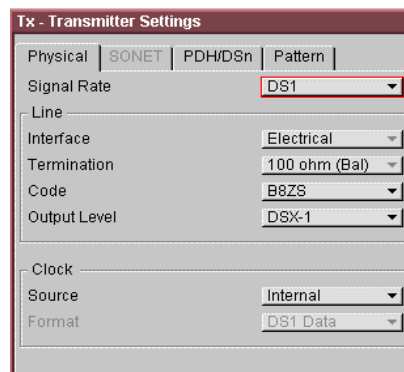 Tx - Transmitter Settings
Physical SONET PDH/DSn Pattern
Signal Rate DS1
Line
Interface Electrical
Termination 100 ohm (Bal)
Code B8ZS
Output Level DSX-1
Clock
Source Internal
Format DS1 Data